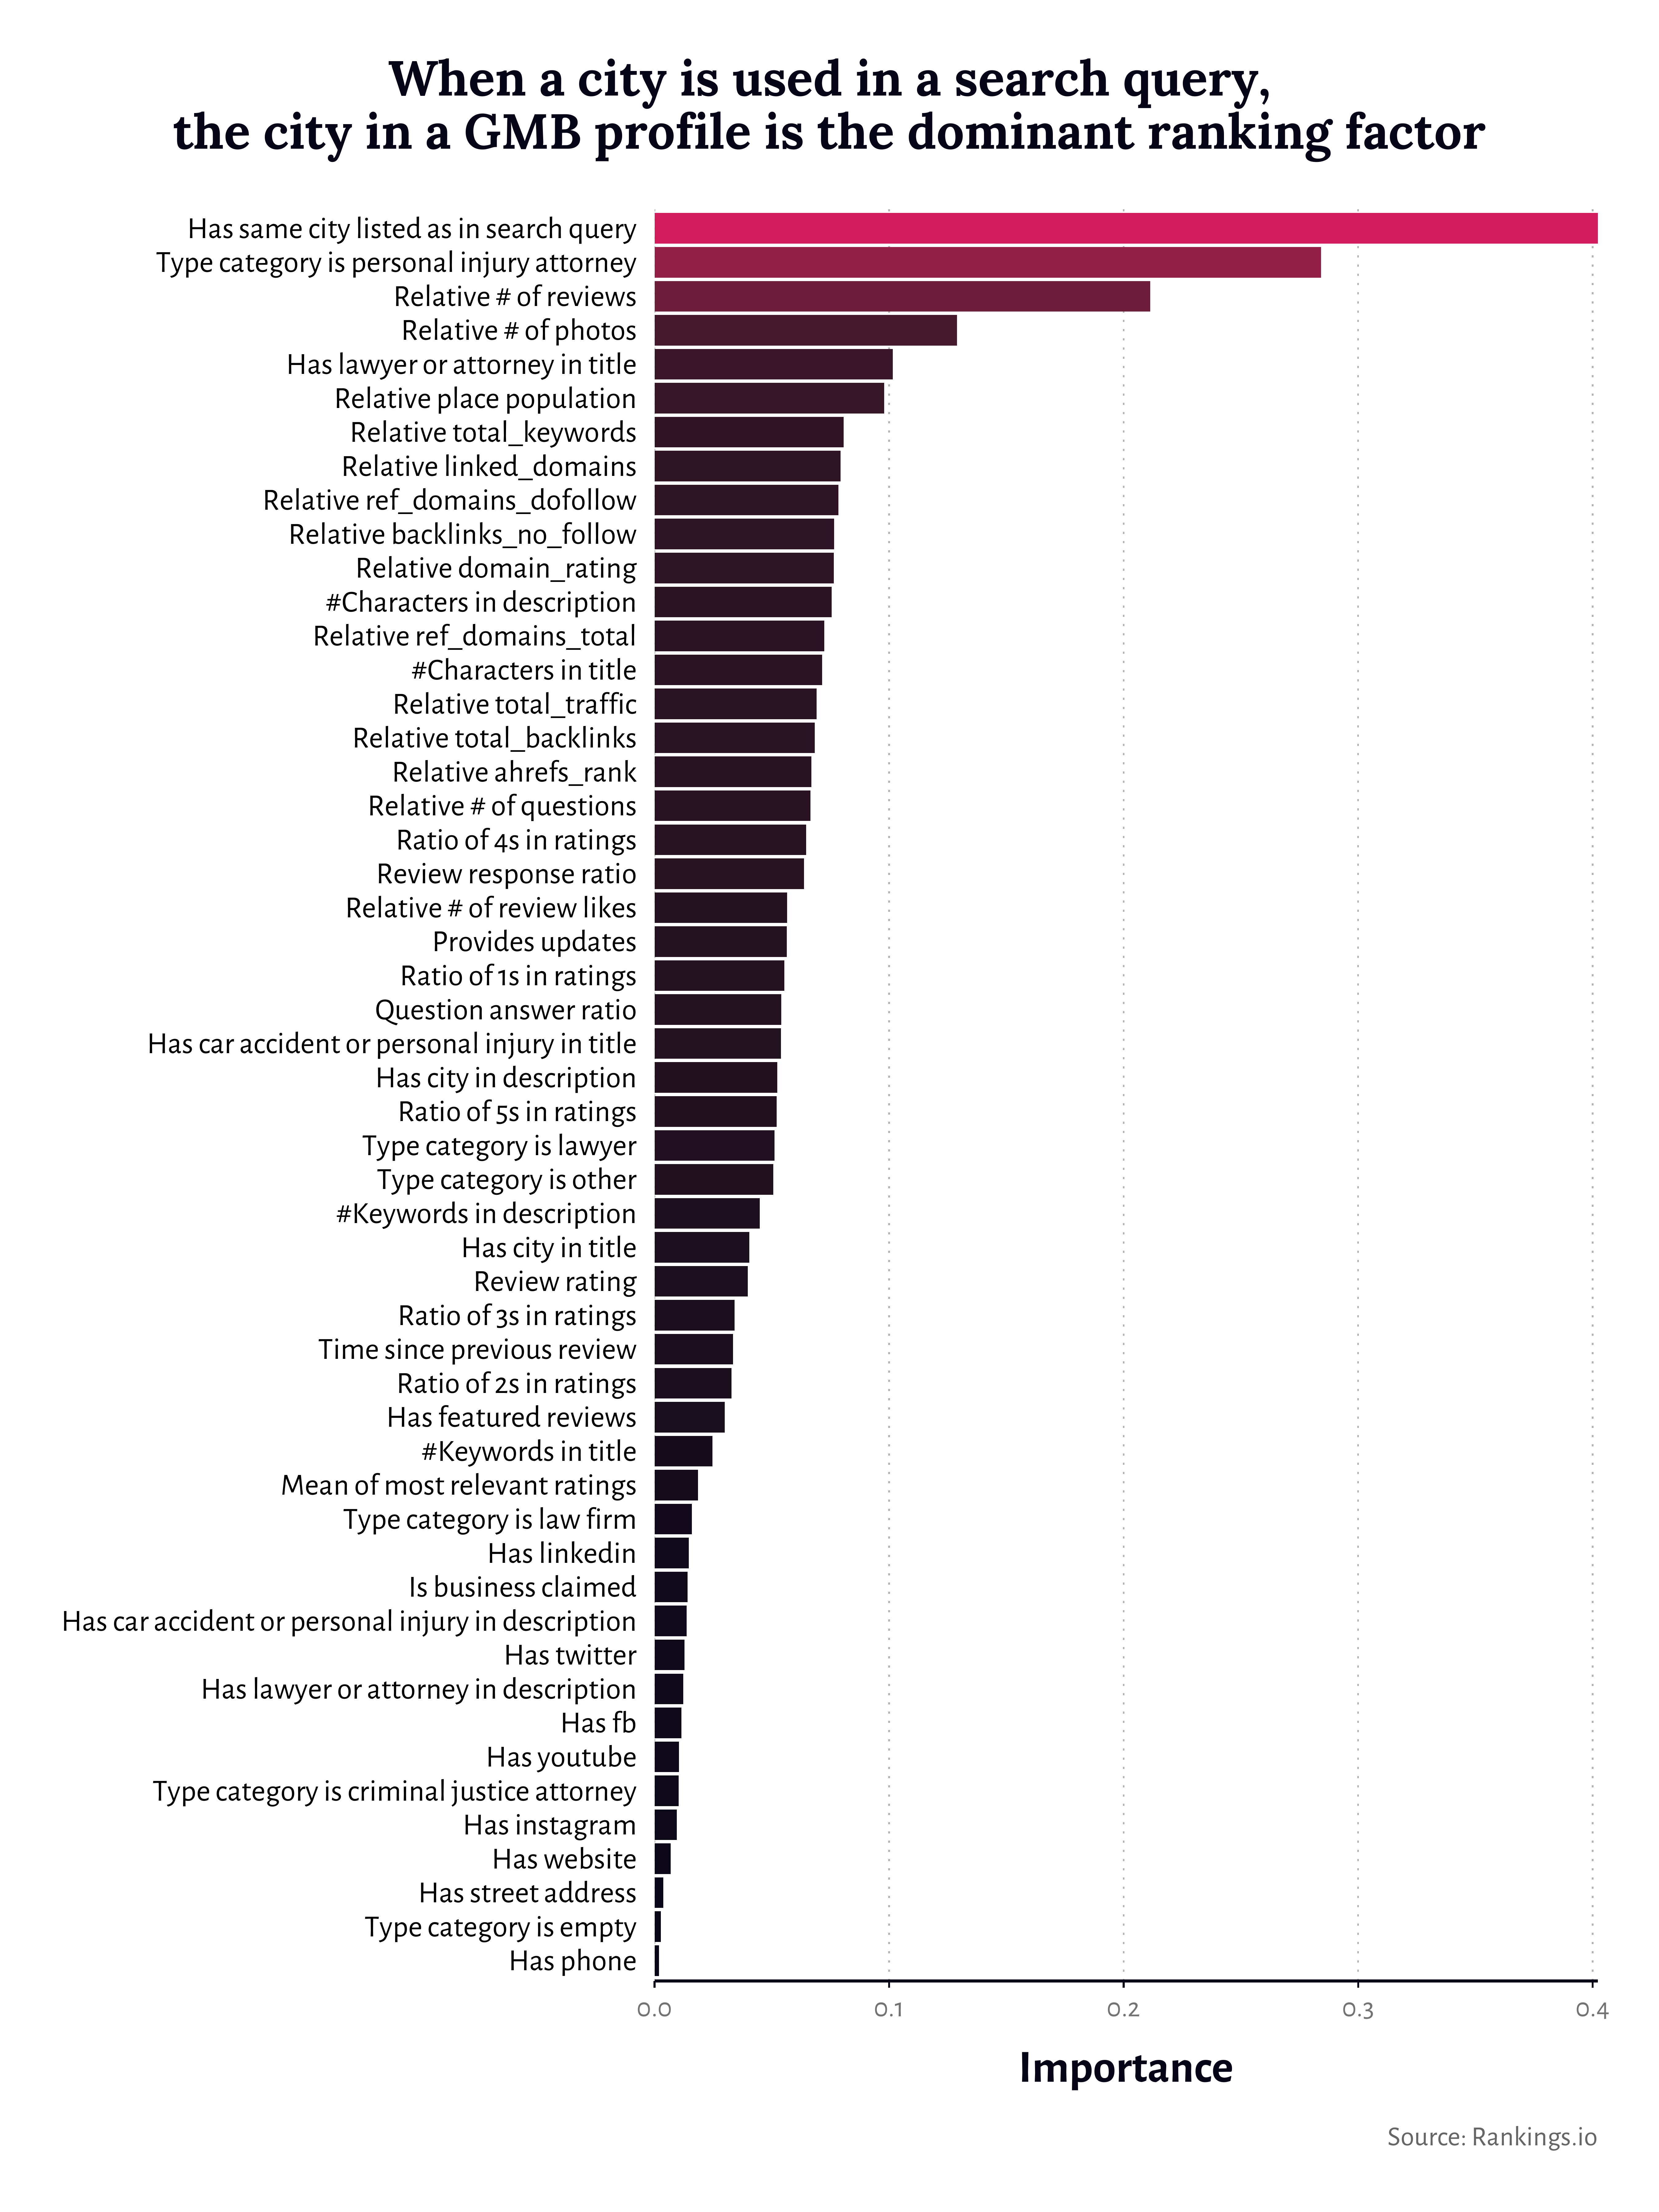 When a city is used in a search query,
the city in a GMB profile is the dominant ranking factor
Has same city listed as in search query
Type category is personal injury attorney
Relative # of reviews
Relative # of photos
Has lawyer or attorney in title
Relative place population
Relative total_keywords
Relative linked_domains
Relative ref_domains_dofollow
Relative backlinks_no_follow
Relative domain_rating
#Characters in description
Relative ref_domains_total
#Characters in title
Relative total_traffic
Relative total_backlinks
Relative ahrefs_rank
Relative # of questions
Ratio of 4s in ratings
Review response ratio
Relative # of review likes
Provides updates
Ratio of 1s in ratings
Question answer ratio
Has car accident or personal injury in title
Has city in description
Ratio of 5s in ratings
Type category is lawyer
Type category is other
#Keywords in description
Has city in title
Review rating
Ratio of 3s in ratings
Time since previous review
Ratio of 2s in ratings
Has featured reviews
#Keywords in title
Mean of most relevant ratings
Type category is law firm
Has linkedin
Is business claimed
Has car accident or personal injury in description
Has twitter
Has lawyer or attorney in description
Has fb
Has youtube
Type category is criminal justice attorney
Has instagram
Has website
Has street address
Type category is empty
Has phone
0.0 0.1 0.2 0.3 0.4
Importance
Source: Rankings.io